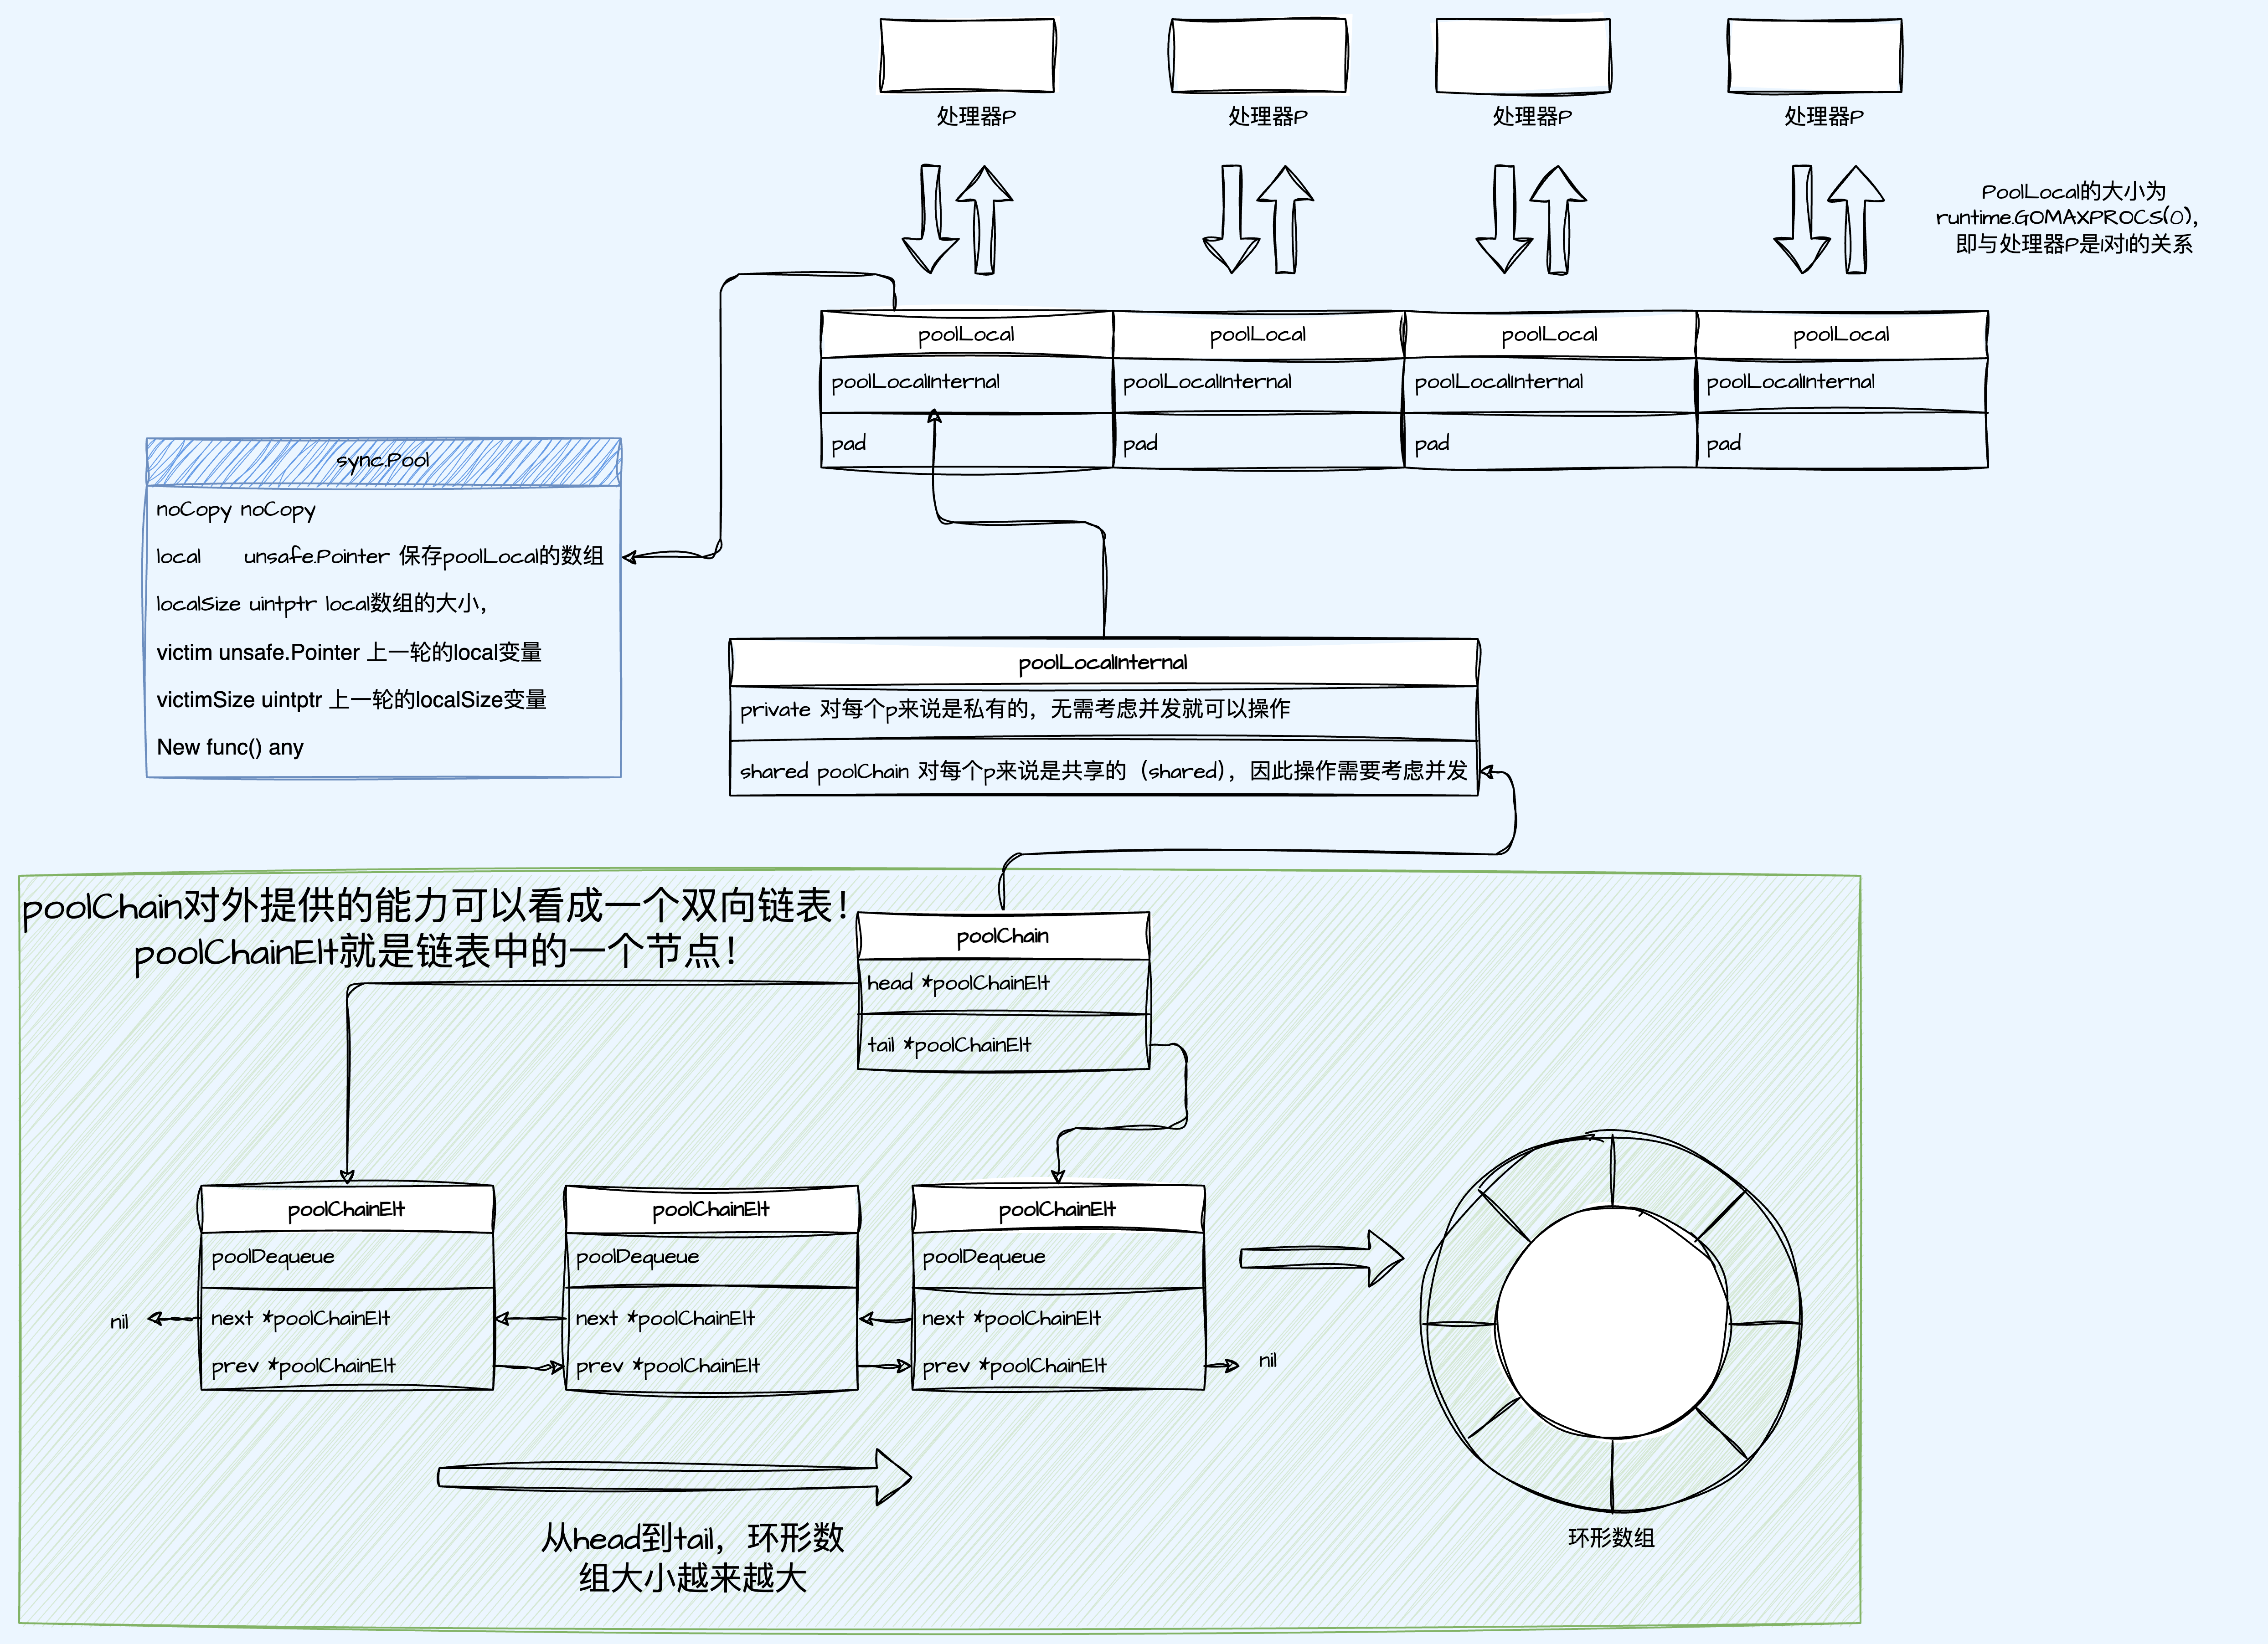 处理器P
处理器P
处理器P
处理器P
PoolLocal的大小为
runtime.GOMAXPROCS(0),
即与处理器P是1对1的关系
poolLocal
poolLocal
poolLocal
poolLocal
poolLocalInternal
poolLocalInternal
poolLocalInternal
poolLocalInternal
pad
pad
pad
pad
sync.Pool
noCopy noCopy
local unsafe.Pointer 保存poolLocal的数组
localSize uintptr local数组的大小，
victim unsafe.Pointer 上一轮的local变量
victimSize uintptr 上一轮的localSize变量
New func() any
poolLocalInternal
private 对每个p来说是私有的，无需考虑并发就可以操作
shared poolChain 对每个p来说是共享的（shared），因此操作需要考虑并发
poolChain对外提供的能力可以看成一个双向链表！
poolChainElt就是链表中的一个节点！
poolChain
head *poolChainElt
tail *poolChainElt
poolChainElt
poolChainElt
poolChainElt
poolDequeue
poolDequeue
poolDequeue
nil
next *poolChainElt
next *poolChainElt
next *poolChainElt
prev *poolChainElt
prev *poolChainElt
prev *poolChainElt
nil
从head到tail，环形数
组大小越来越大
环形数组